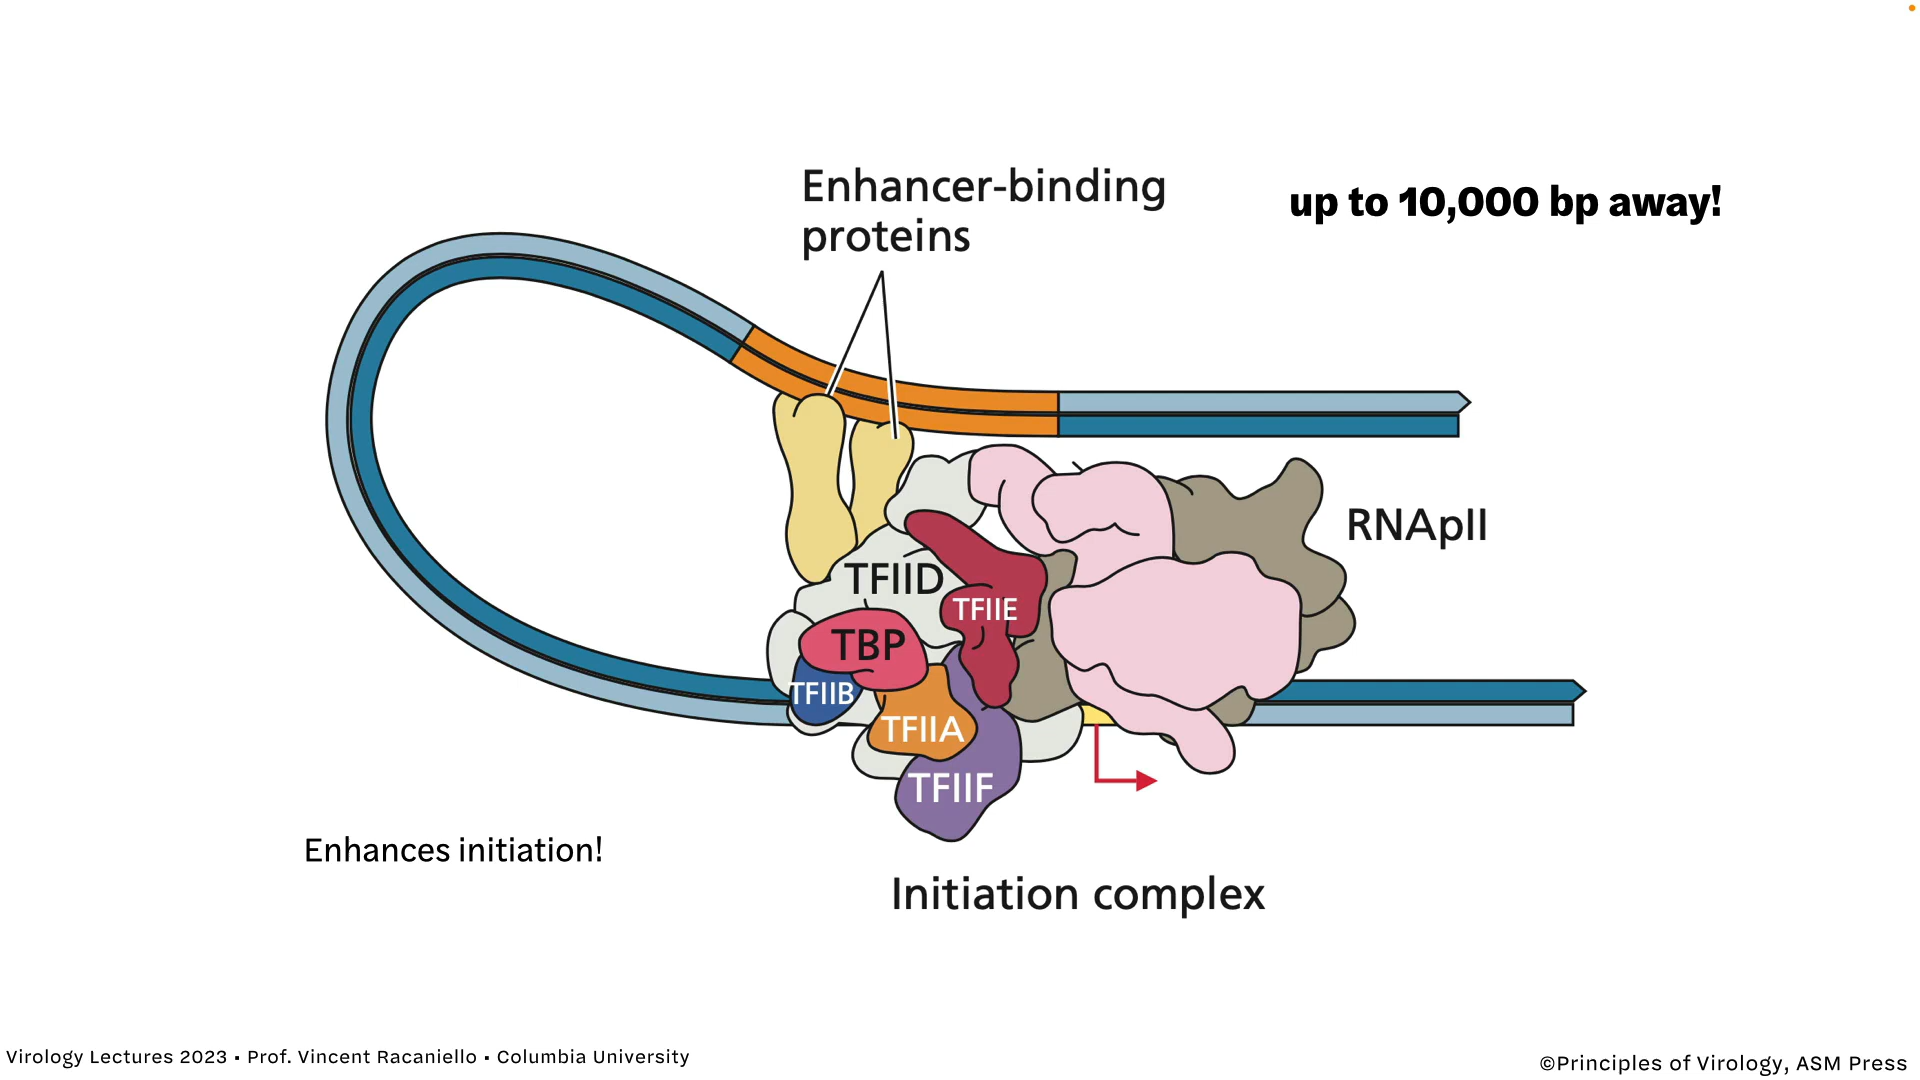 Enhancer-binding
proteins
up to 10,000 bp away!
RNApII
TFIID
TFIIE
TBP
TFIIB
TFIIA
TFIIF
Enhances initiation!
Initiation complex
Virology Lectures 2023 • Prof. Vincent Racaniello • Columbia University
©Principles of Virology, ASM Press